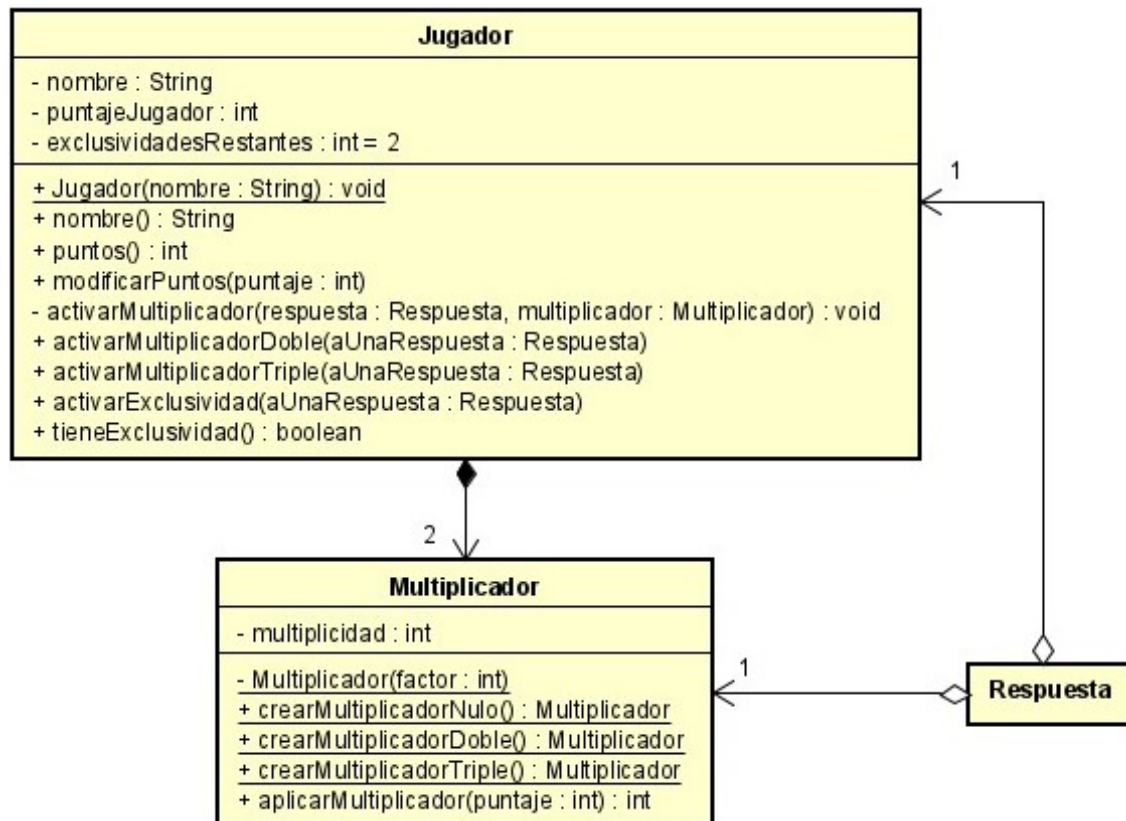 Jugador
- nombre : String
- puntajeJugador : int
- exclusividadesRestantes : int = 2
+ Jugador(nombre : String) : void
+ nombre() : String
+ puntos() : int
+ modificarPuntos(puntaje : int)
- activarMultiplicador(respuesta : Respuesta, multiplicador : Multiplicador) : void
+ activarMultiplicadorDoble(aUnaRespuesta : Respuesta)
+ activarMultiplicadorTriple(aUnaRespuesta : Respuesta)
+ activarExclusividad(aUnaRespuesta : Respuesta)
+ tieneExclusividad() : boolean
1
2
Multiplicador
- multiplicidad : int
- Multiplicador(factor : int)
+ crearMultiplicadorNulo() : Multiplicador
+ crearMultiplicadorDoble() : Multiplicador
+ crearMultiplicadorTriple() : Multiplicador
+ aplicarMultiplicador(puntaje : int) : int
1
Respuesta